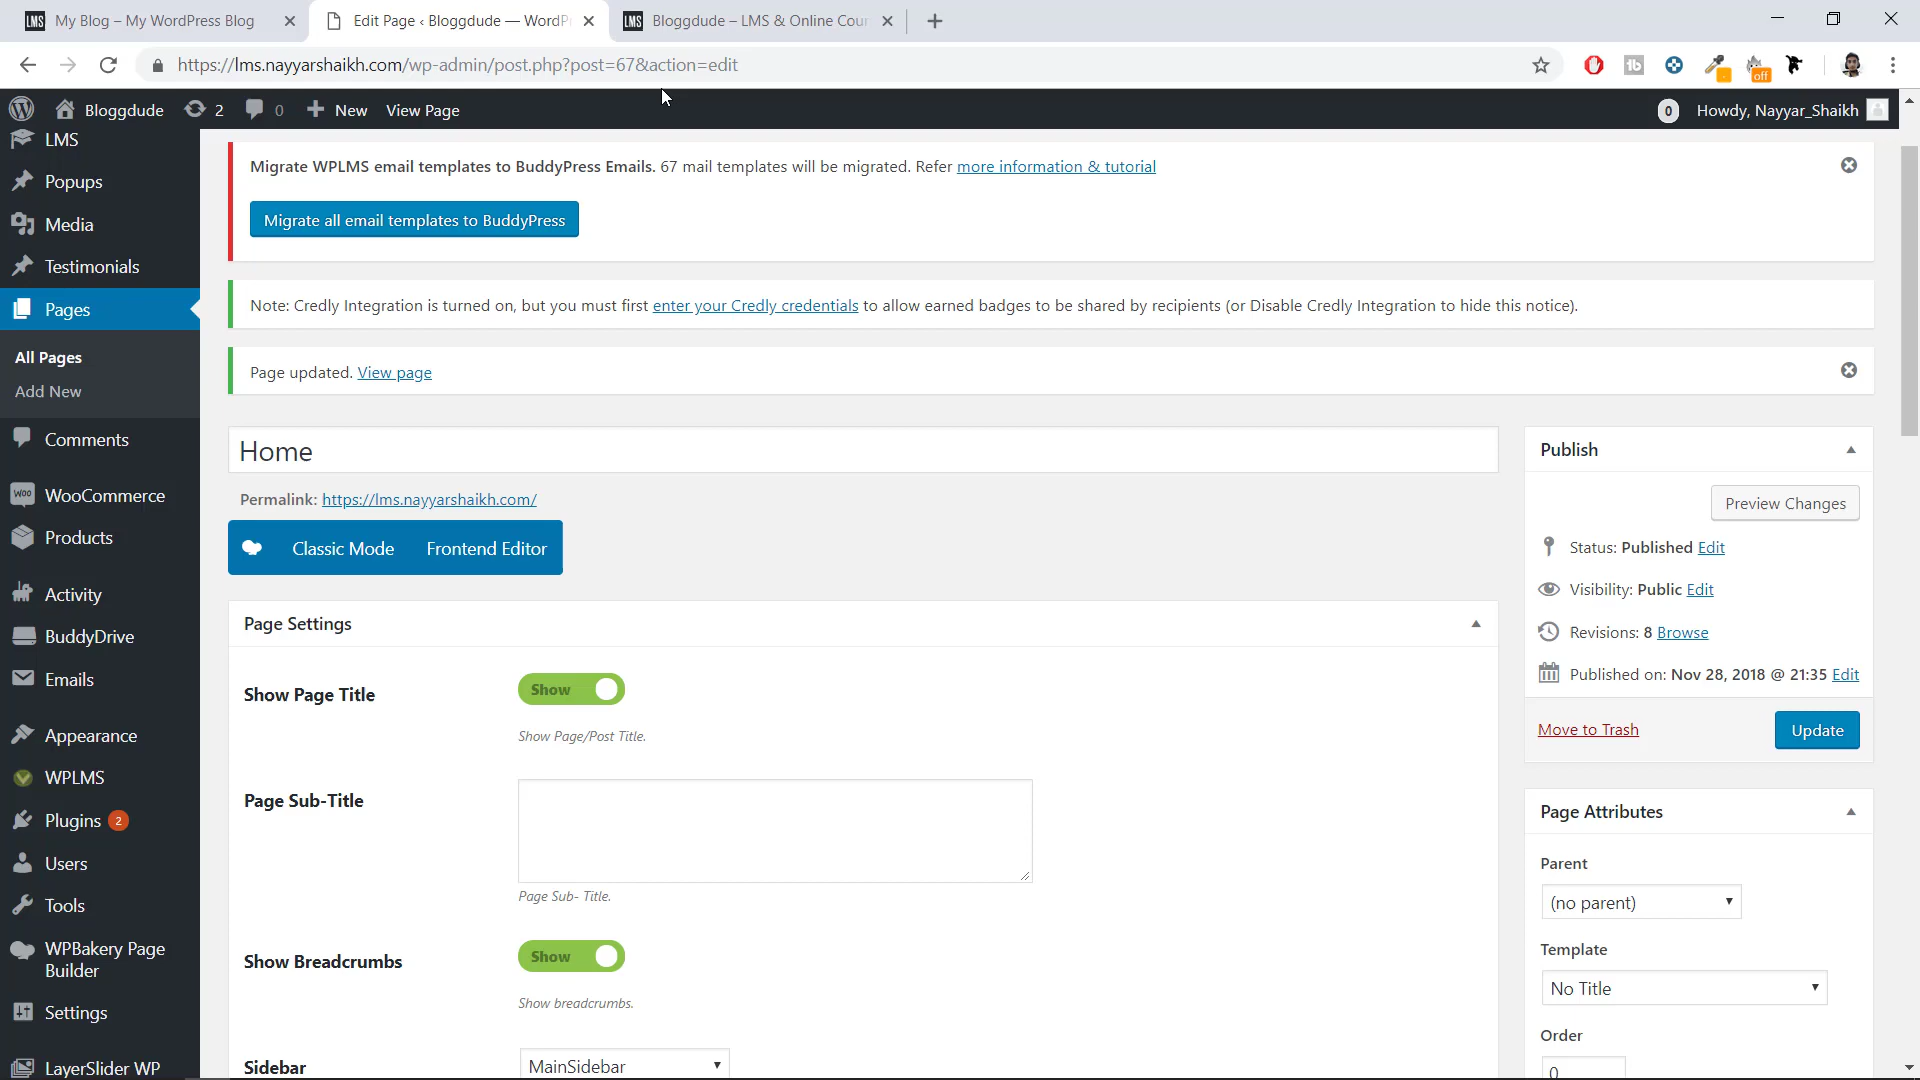 LMS My Blog – My WordPress Blog
Edit Page ‹ Bloggdude — WordP
LMS Bloggdude – LMS & Online Cour
https://lms.nayyarshaikh.com/wp-admin/post.php?post=67&action=edit
off
Bloggdude 2 0 New View Page
0 Howdy, Nayyar_Shaikh
LMS
Popups
Media
Testimonials
Pages
All Pages
Add New
Comments
WooCommerce
Products
Activity
BuddyDrive
Emails
Appearance
WPLMS
Plugins 2
Users
Tools
WPBakery Page
Builder
Settings
LayerSlider WP
Migrate WPLMS email templates to BuddyPress Emails. 67 mail templates will be migrated. Refer more information & tutorial
Migrate all email templates to BuddyPress
Note: Credly Integration is turned on, but you must first enter your Credly credentials to allow earned badges to be shared by recipients (or Disable Credly Integration to hide this notice).
Page updated. View page
Home
Permalink: https://lms.nayyarshaikh.com/
Classic Mode Frontend Editor
Page Settings
Show Page Title
Show
Show Page/Post Title.
Page Sub-Title
Page Sub- Title.
Show Breadcrumbs
Show
Show breadcrumbs.
Sidebar
MainSidebar
Publish
Preview Changes
Status: Published Edit
Visibility: Public Edit
Revisions: 8 Browse
Published on: Nov 28, 2018 @ 21:35 Edit
Move to Trash
Update
Page Attributes
Parent
(no parent)
Template
No Title
Order
0